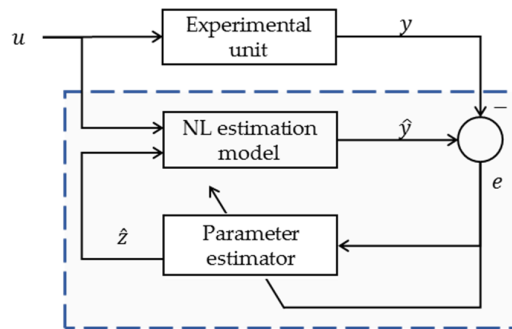 Experimental
unit
u
y
−
NL estimation
model
ŷ
e
Parameter
estimator
ẑ